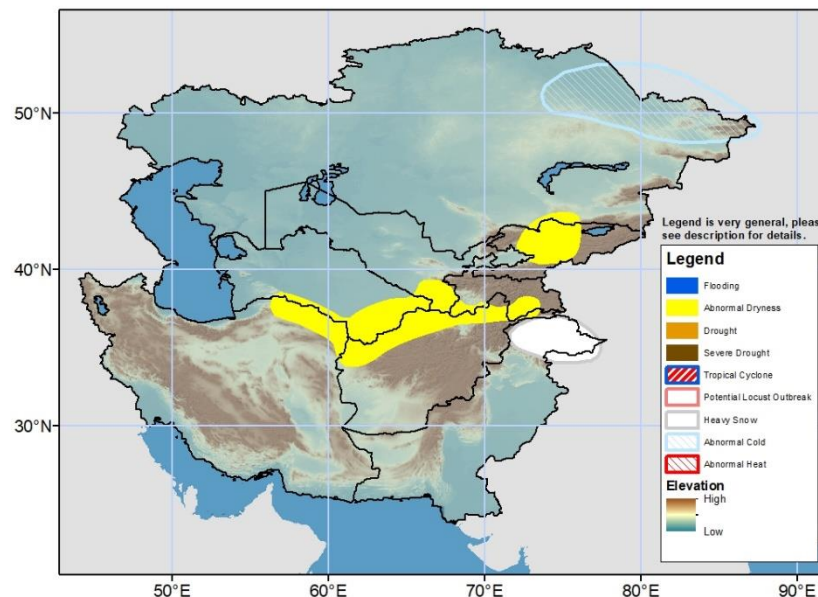 50°N
40°N
30°N
Legend is very general, pleas
see description for details.
Legend
Flooding
Abnormal Dryness
Drought
Severe Drought
Tropical Cyclone
Potential Locust Outbreak
Heavy Snow
Abnormal Cold
Abnormal Heat
Elevation
High
Low
50°E
60°E
70°E
80°E
90°E